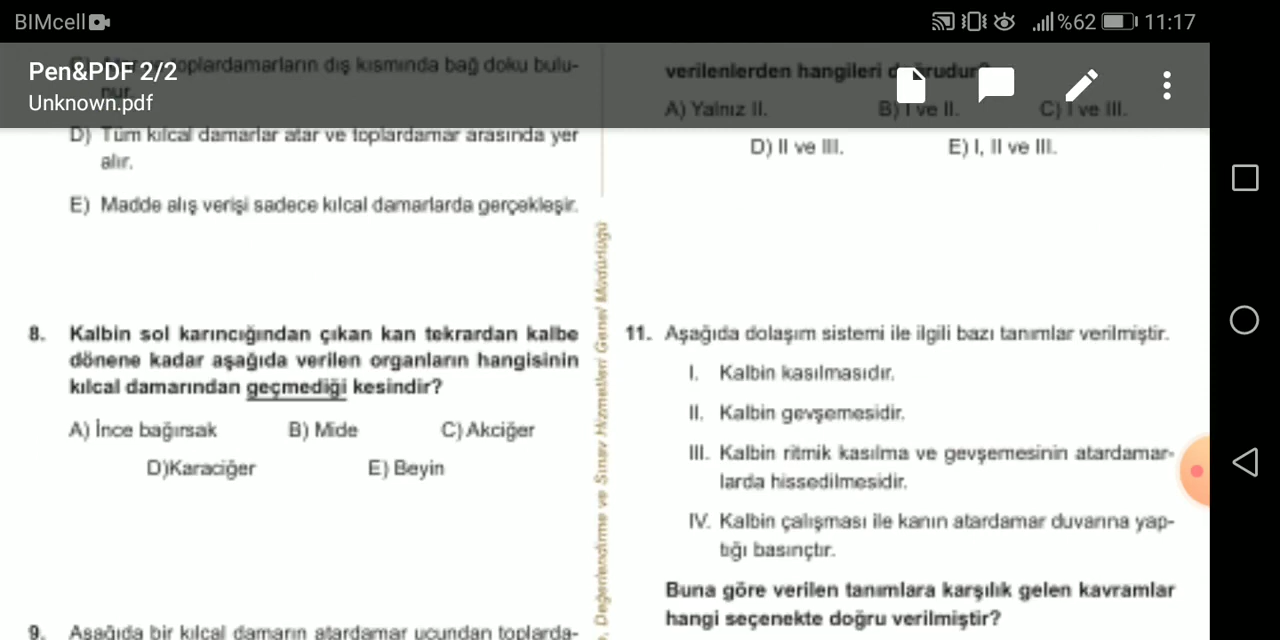 BIMcell
%62 11:17
Pen&PDF 2/2
Unknown.pdf
toplardamarların dış kısmında bağ doku bulu-
nur.
D) Tüm kılcal damarlar atar ve toplardamar arasında yer
alır.
E) Madde alış verişi sadece kılcal damarlarda gerçekleşir.
8. Kalbin sol karıncığından çıkan kan tekrardan kalbe
dönene kadar aşağıda verilen organların hangisinin
kılcal damarından geçmediği kesindir?
A) İnce bağırsak B) Mide C) Akciğer
D)Karaciğer E) Beyin
9. Aşağıda bir kılcal damarın atardamar ucundan toplarda-
Değerlendirme ve Sınav Hizmetleri Genel Müdürlüğü
verilenlerden hangileri doğrudur?
A) Yalnız II. B) I ve II. C) I ve III.
D) II ve III. E) I, II ve III.
11. Aşağıda dolaşım sistemi ile ilgili bazı tanımlar verilmiştir.
I. Kalbin kasılmasıdır.
II. Kalbin gevşemesidir.
III. Kalbin ritmik kasılma ve gevşemesinin atardamar-
larda hissedilmesidir.
IV. Kalbin çalışması ile kanın atardamar duvarına yap-
tığı basınçtır.
Buna göre verilen tanımlara karşılık gelen kavramlar
hangi seçenekte doğru verilmiştir?